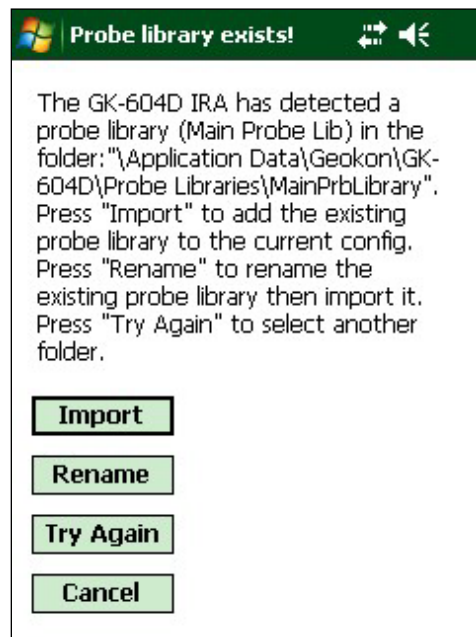 Probe library exists!
The GK-604D IRA has detected a
probe library (Main Probe Lib) in the
folder:"\Application Data\Geokon\GK-
604D\Probe Libraries\MainPrbLibrary".
Press "Import" to add the existing
probe library to the current config.
Press "Rename" to rename the
existing probe library then import it.
Press "Try Again" to select another
folder.
Import
Rename
Try Again
Cancel